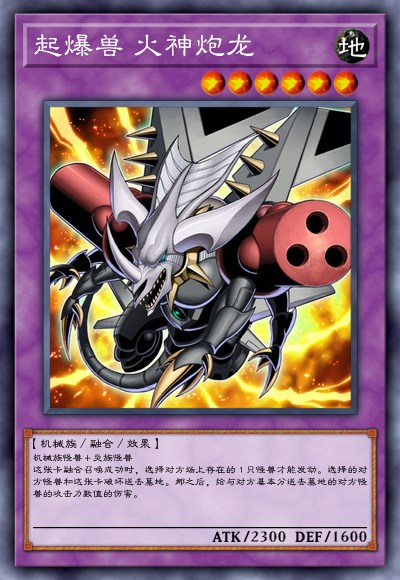 起爆兽 火神炮龙
地
【机械族/融合/效果】
机械族怪兽＋炎族怪兽
这张卡融合召唤成功时，选择对方场上存在的１只怪兽才能发动。选择的对
方怪兽和这张卡破坏送去墓地。那之后，给与对方基本分送去墓地的对方怪
兽的攻击力数值的伤害。
ATK/2300 DEF/1600